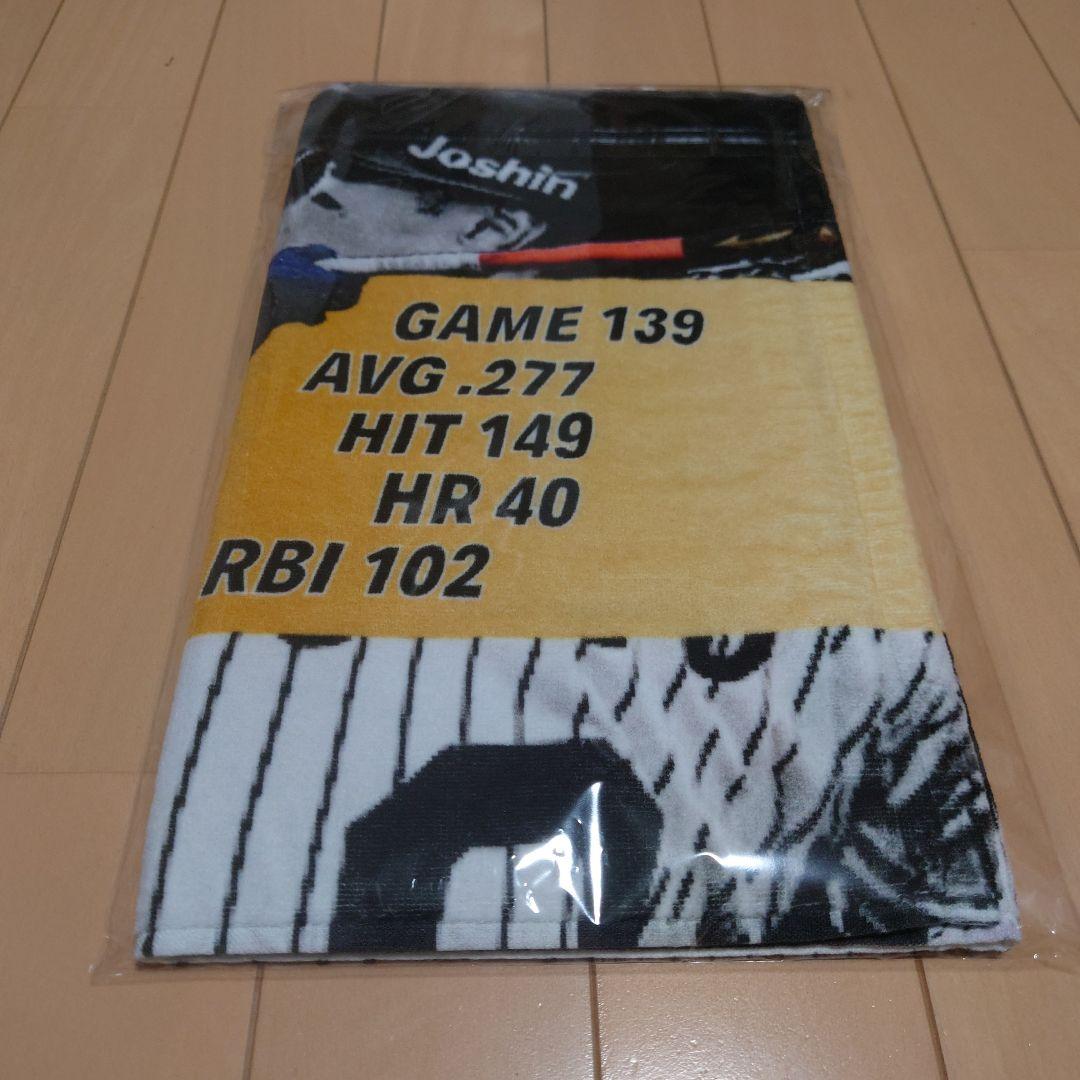 Joshin
GAME 139
AVG .277
HIT 149
HR 40
RBI 102